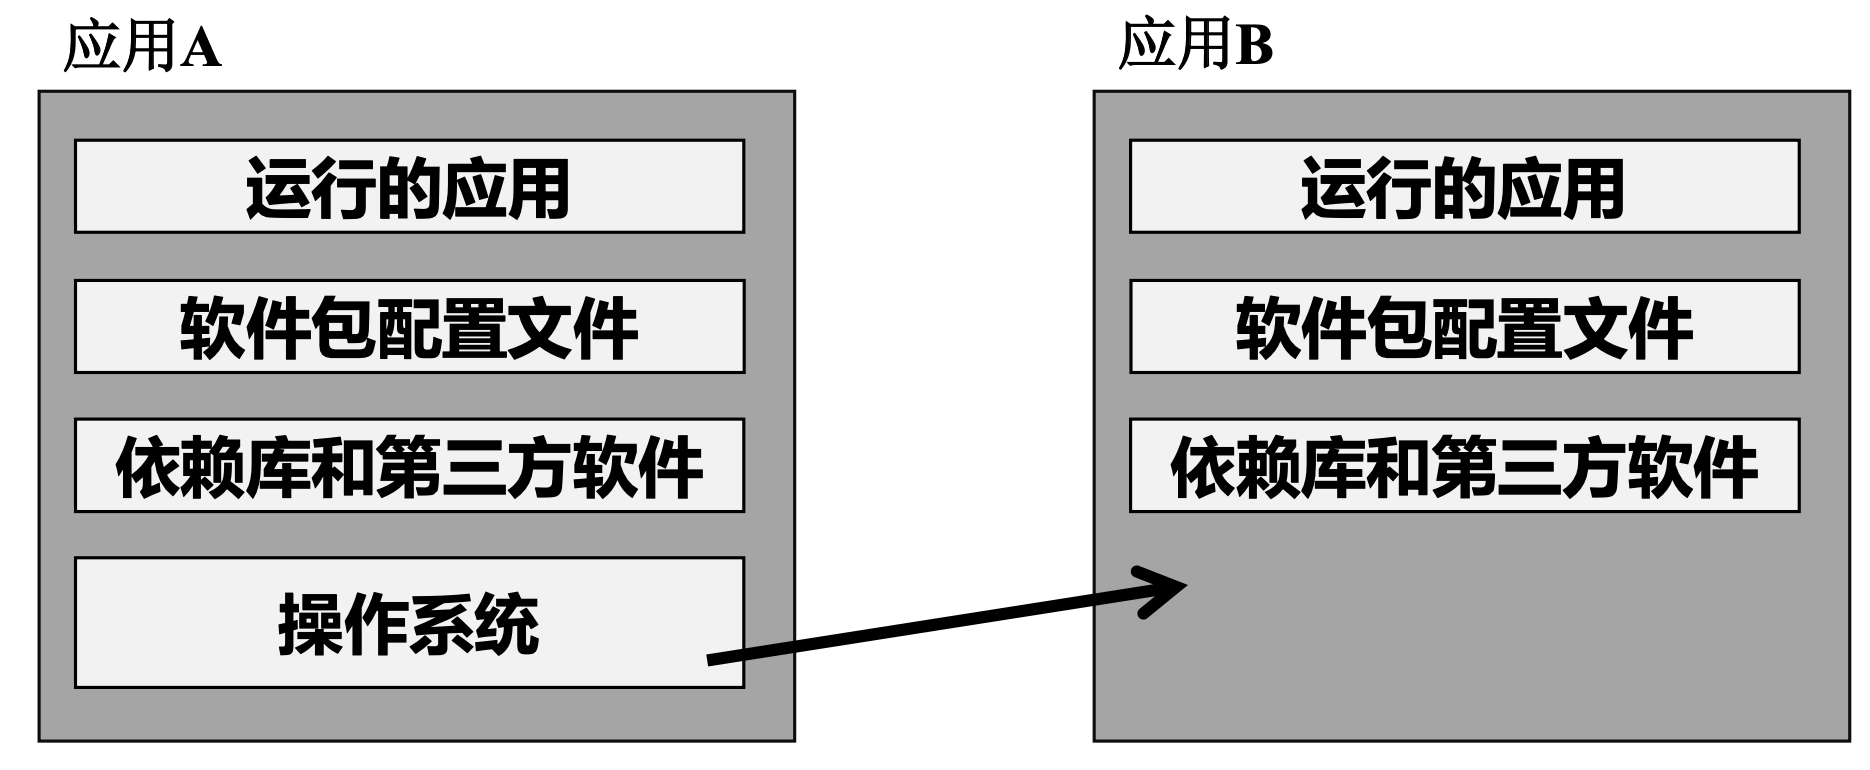 应用A
运行的应用
软件包配置文件
依赖库和第三方软件
操作系统
应用B
运行的应用
软件包配置文件
依赖库和第三方软件